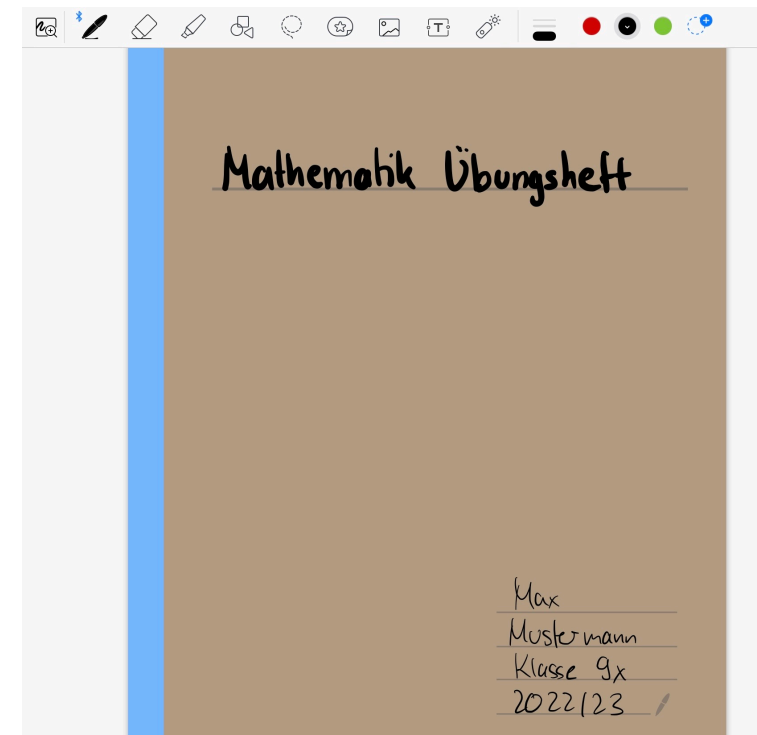 Mathematik Übungsheft
Max
Mustermann
Klasse 9x
2022/23